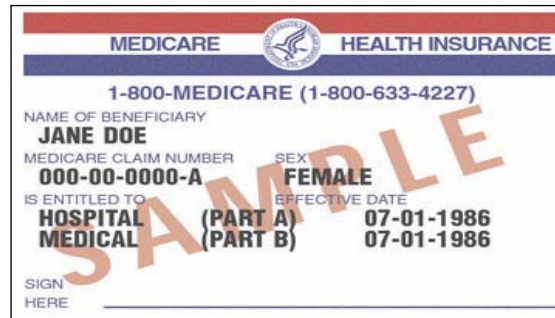 MEDICARE HEALTH INSURANCE
1-800-MEDICARE (1-800-633-4227)
NAME OF BENEFICIARY
JANE DOE
MEDICARE CLAIM NUMBER SEX
000-00-0000-A FEMALE
IS ENTITLED TO EFFECTIVE DATE
HOSPITAL (PART A) 07-01-1986
MEDICAL (PART B) 07-01-1986
SAMPLE
SIGN
HERE